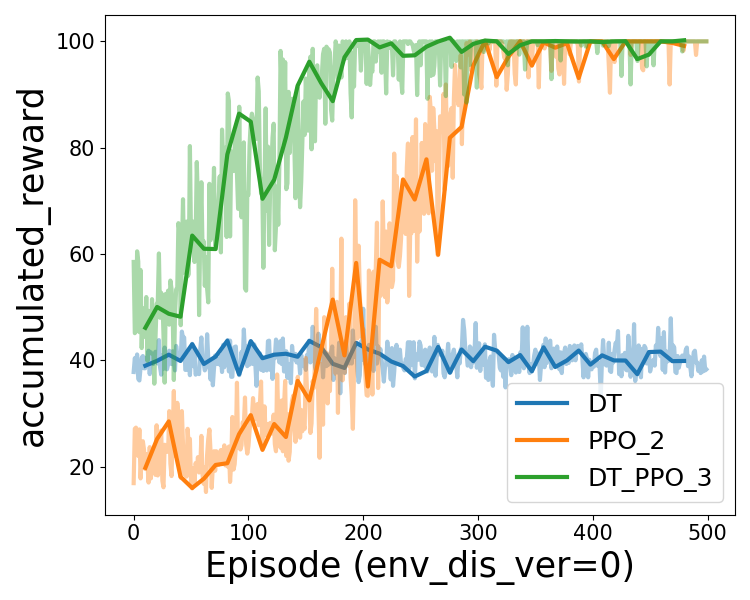 100
80
60
40
20
accumulated_reward
DT
PPO_2
DT_PPO_3
0 100 200 300 400 500
Episode (env_dis_ver=0)